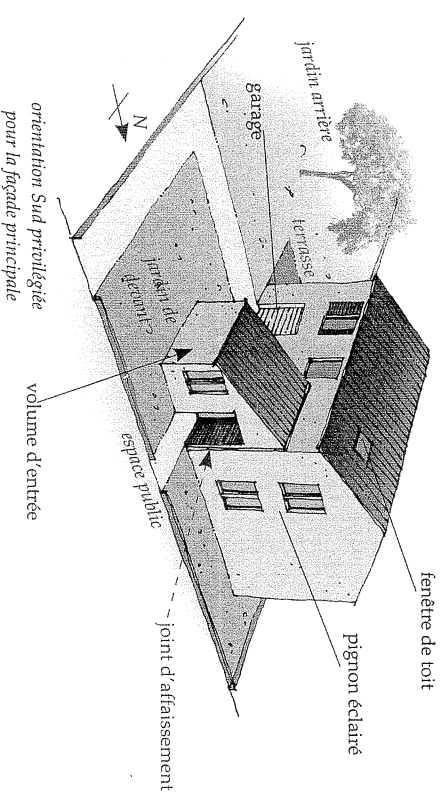 jardin arrière
garage
terrasse
N
orientation Sud privilégiée
pour la façade principale
jardin de
devant ?
volume d'entrée
espace public
fenêtre de toit
pignon éclairé
joint d'affaissement